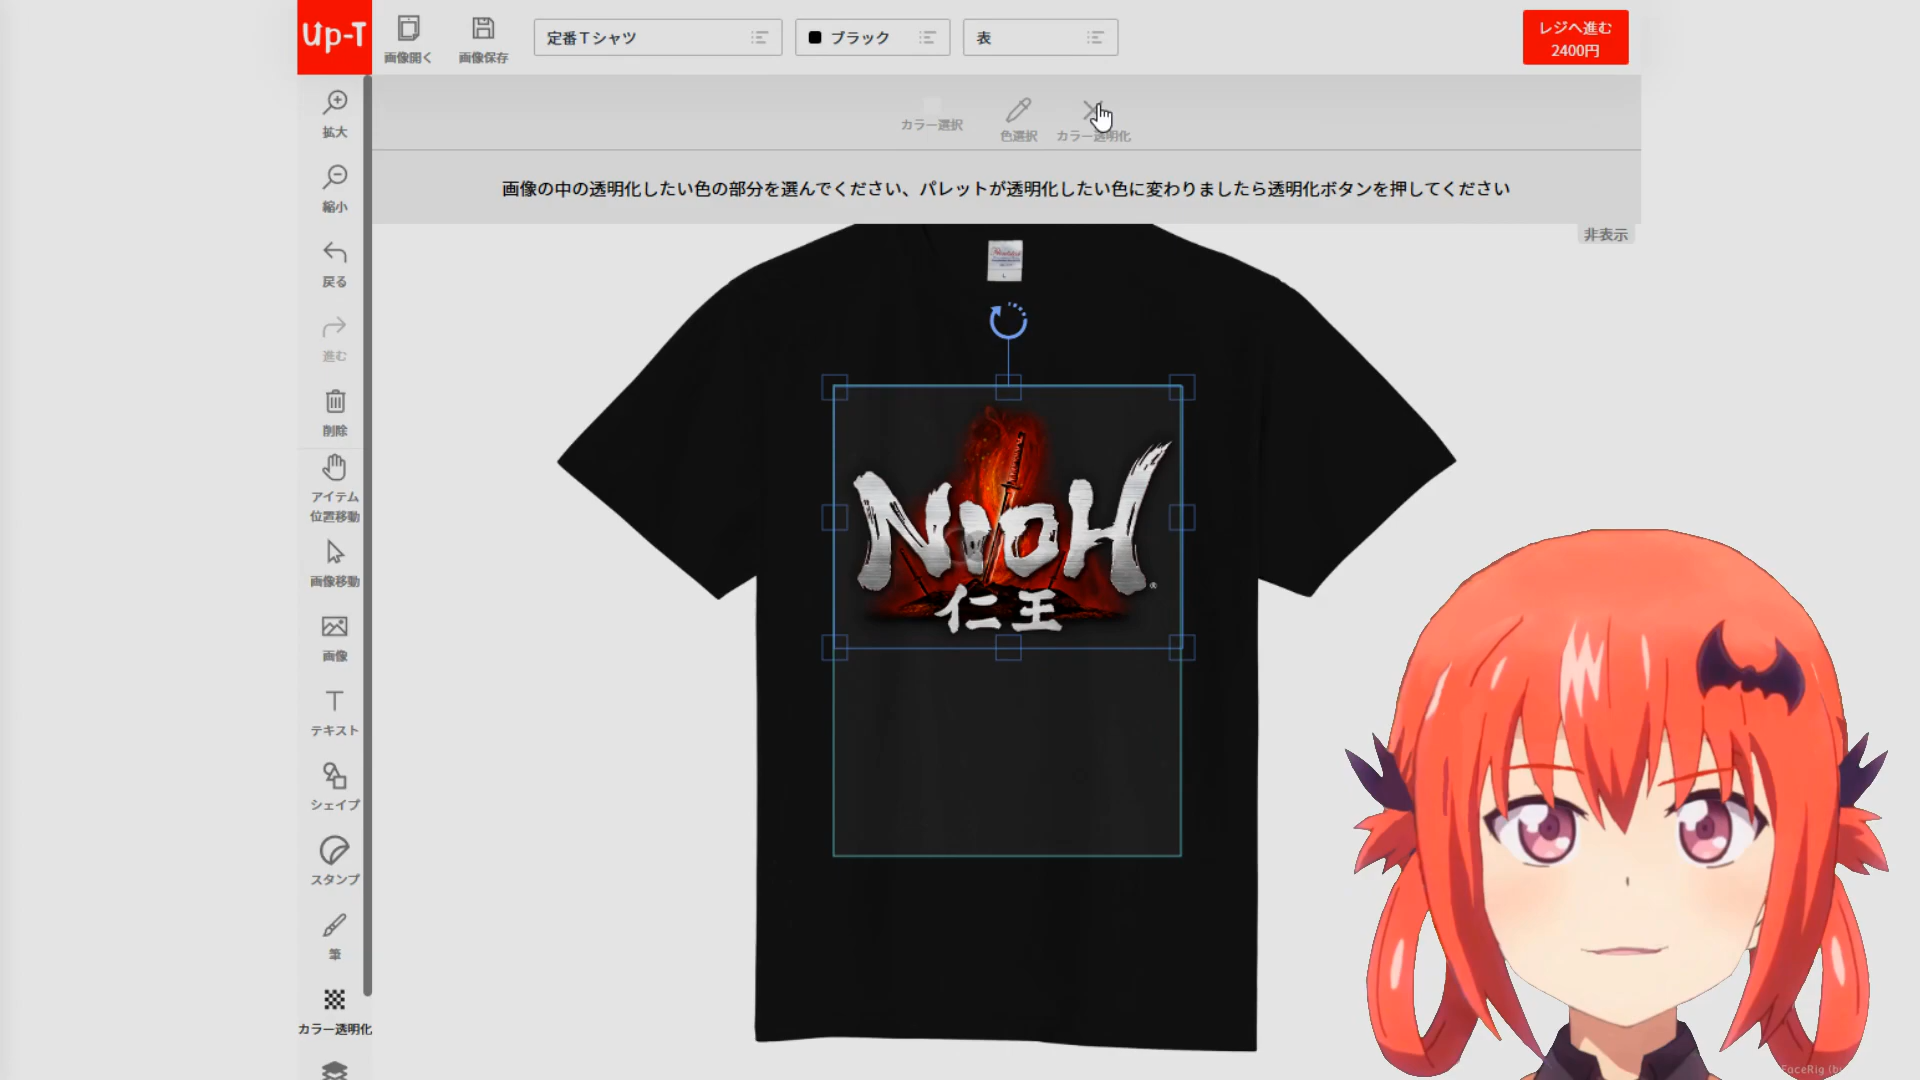 Up-T
画像開く
画像保存
定番Tシャツ
ブラック
表
レジへ進む
2400円
拡大
縮小
戻る
進む
削除
アイテム
位置移動
画像移動
画像
テキスト
シェイプ
スタンプ
筆
カラー透明化
カラー選択
色選択
カラー透明化
画像の中の透明化したい色の部分を選んでください、パレットが透明化したい色に変わりましたら透明化ボタンを押してください
非表示
NIOH
®
仁王